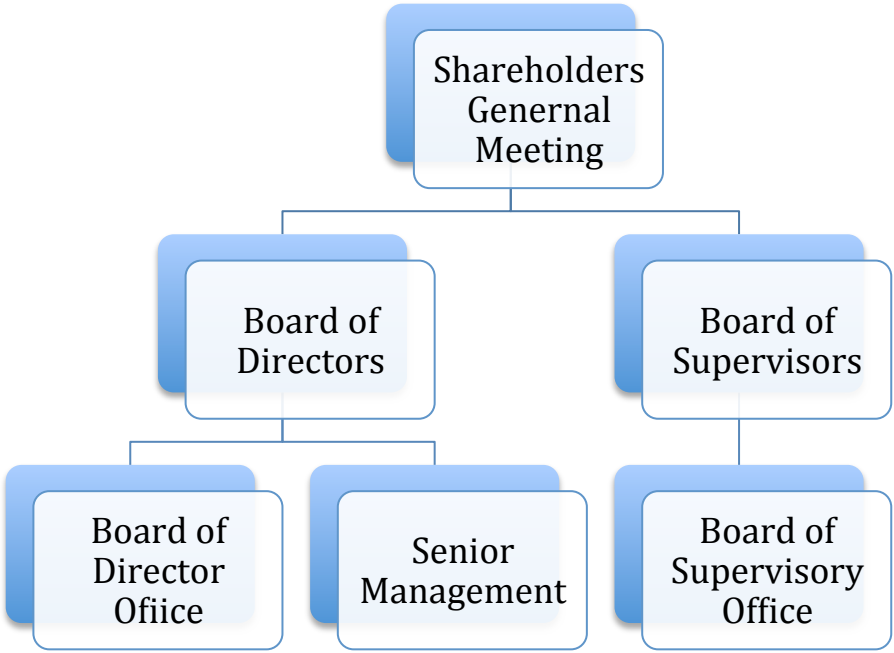 Shareholders
Genernal
Meeting
Board of
Directors
Board of
Supervisors
Board of
Director
Ofiice
Senior
Management
Board of
Supervisory
Office